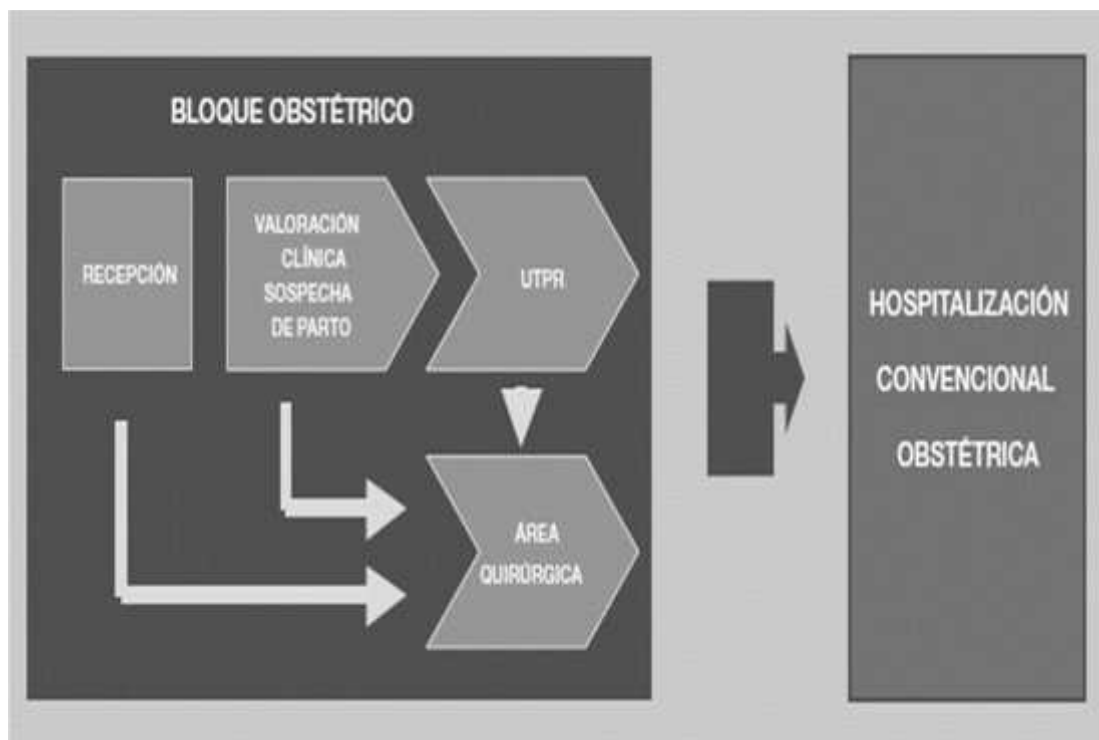 BLOQUE OBSTÉTRICO
RECEPCIÓN
VALORACIÓN
CLÍNICA
SOSPECHA
DE PARTO
UTPR
ÁREA
QUIRÚRGICA
HOSPITALIZACIÓN
CONVENCIONAL
OBSTÉTRICA